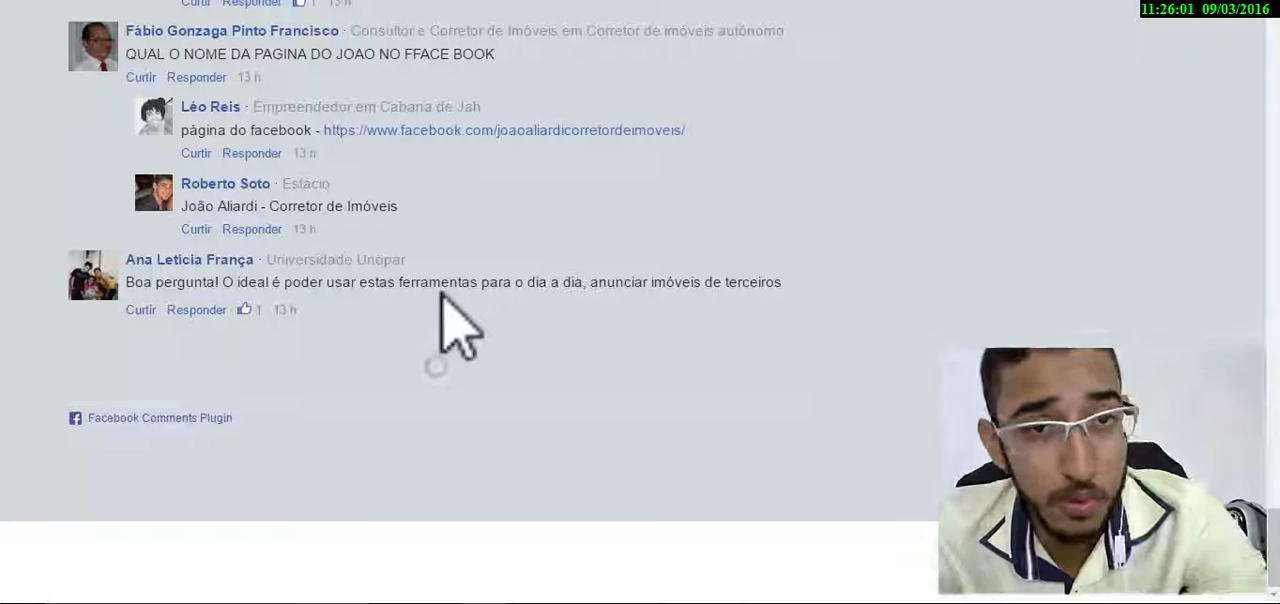 11:26:01 09/03/2016
Curtir Responder 1 13 h
Fábio Gonzaga Pinto Francisco · Consultor e Corretor de Imóveis em Corretor de imóveis autônomo
QUAL O NOME DA PAGINA DO JOAO NO FFACE BOOK
Curtir Responder 13 h
Léo Reis · Empreendedor em Cabana de Jah
página do facebook - https://www.facebook.com/joaoaliardicorretordeimoveis/
Curtir Responder 13 h
Roberto Soto · Estácio
João Aliardi - Corretor de Imóveis
Curtir Responder 13 h
Ana Leticia França · Universidade Unopar
Boa pergunta! O ideal é poder usar estas ferramentas para o dia a dia, anunciar imóveis de terceiros
Curtir Responder · 1 13 h
Facebook Comments Plugin